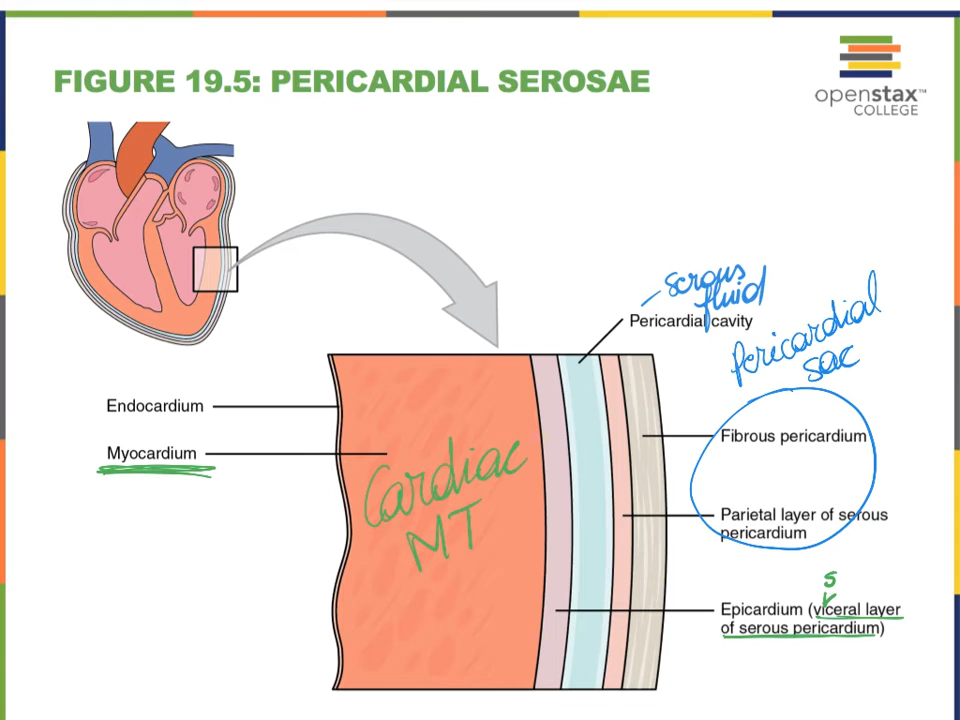 FIGURE 19.5: PERICARDIAL SEROSAE
openstax™
COLLEGE
serous
fluid
Pericardial cavity
pericardial
sac
Endocardium
Myocardium
Fibrous pericardium
Cardiac
MT
Parietal layer of serous
pericardium
s
Epicardium (viceral layer
of serous pericardium)